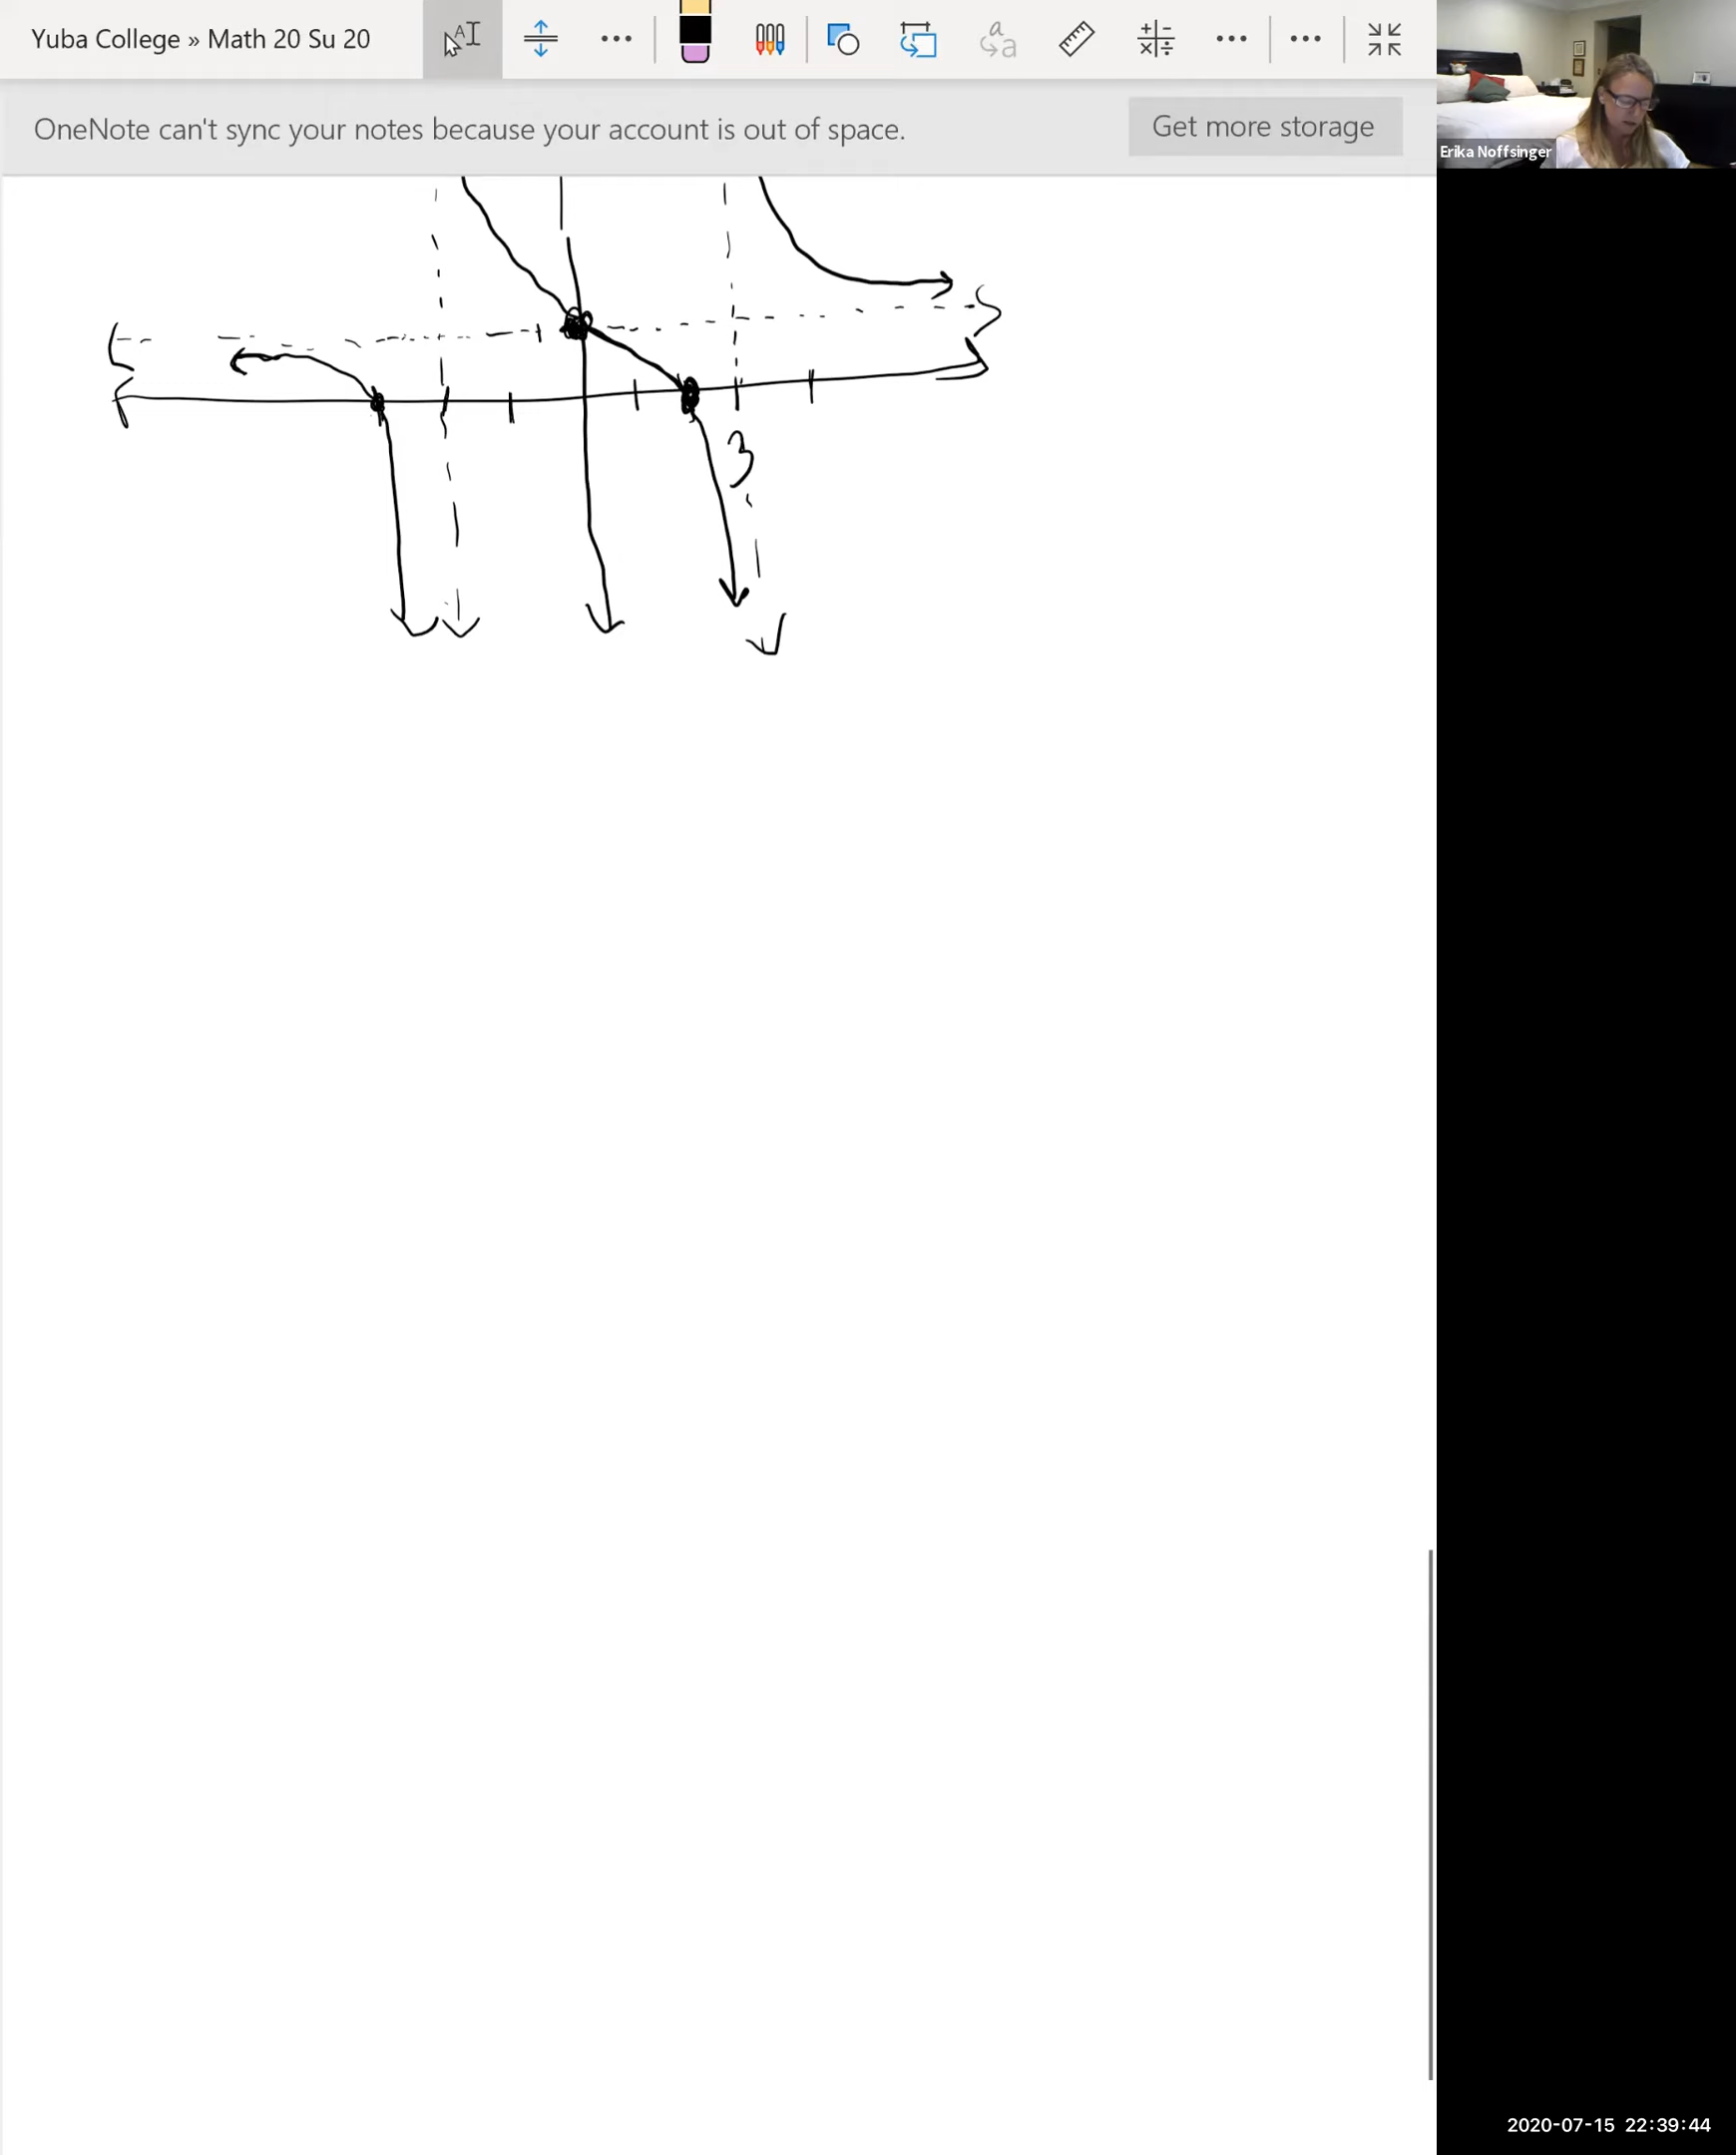 Yuba College » Math 20 Su 20
OneNote can't sync your notes because your account is out of space.
Get more storage
Erika Noffsinger
3
2020-07-15 22:39:44